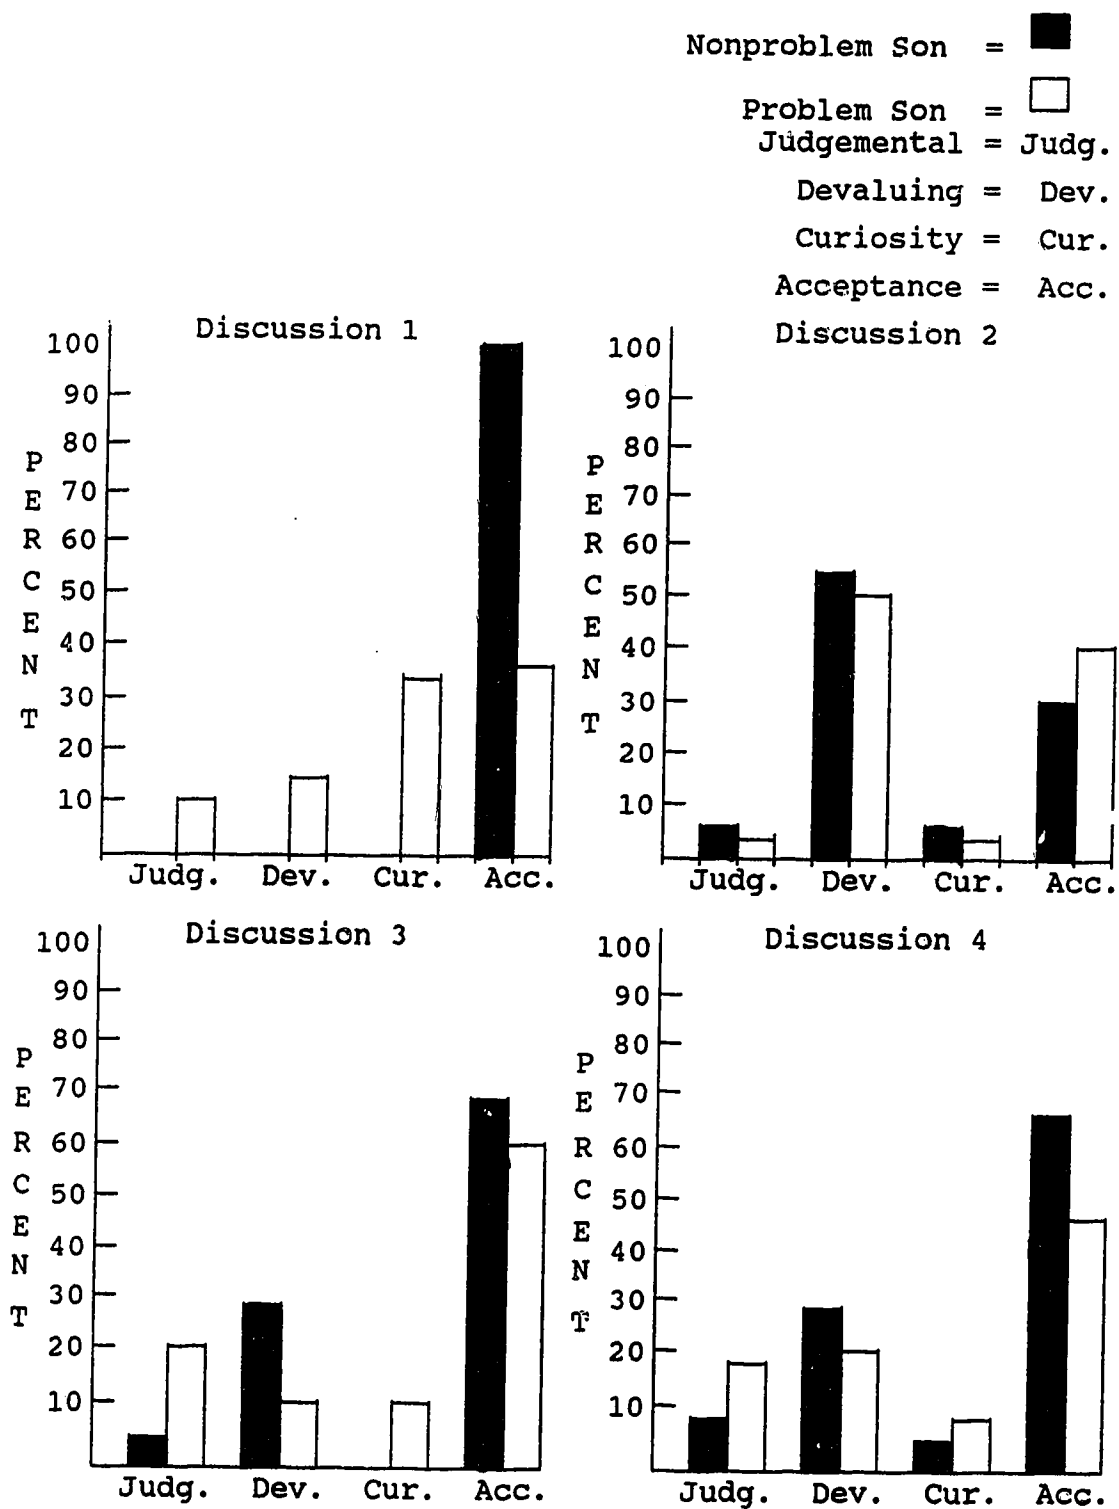 Nonproblem Son =
Problem Son =
Judgemental = Judg.
Devaluing = Dev.
Curiosity = Cur.
Acceptance = Acc.
Discussion 1
PERCENT
100
90
80
70
60
50
40
30
20
10
Judg. Dev. Cur. Acc.
Discussion 2
PERCENT
100
90
80
70
60
50
40
30
20
10
Judg. Dev. Cur. Acc.
Discussion 3
PERCENT
100
90
80
70
60
50
40
30
20
10
Judg. Dev. Cur. Acc.
Discussion 4
PERCENT
100
90
80
70
60
50
40
30
20
10
Judg. Dev. Cur. Acc.